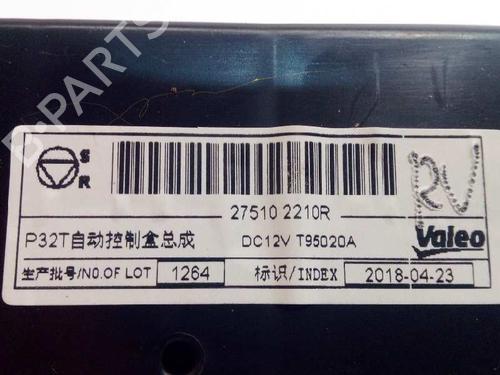 B-PARTS
S
R
27510 2210R
RV
P32T自动控制盒总成 DC12V T95020A Valeo
生产批号/NO.OF LOT 1264 标识/INDEX 2018-04-23